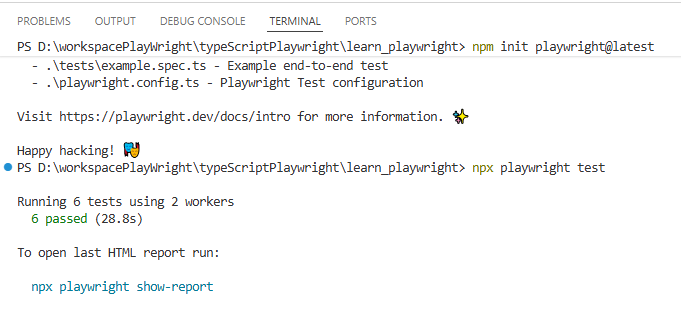 PROBLEMS OUTPUT DEBUG CONSOLE TERMINAL PORTS
PS D:\workspacePlayWright\typeScriptPlaywright\learn_playwright> npm init playwright@latest
- .\tests\example.spec.ts - Example end-to-end test
- .\playwright.config.ts - Playwright Test configuration
Visit https://playwright.dev/docs/intro for more information. ✨
Happy hacking! 🎭
PS D:\workspacePlayWright\typeScriptPlaywright\learn_playwright> npx playwright test
Running 6 tests using 2 workers
6 passed (28.8s)
To open last HTML report run:
npx playwright show-report